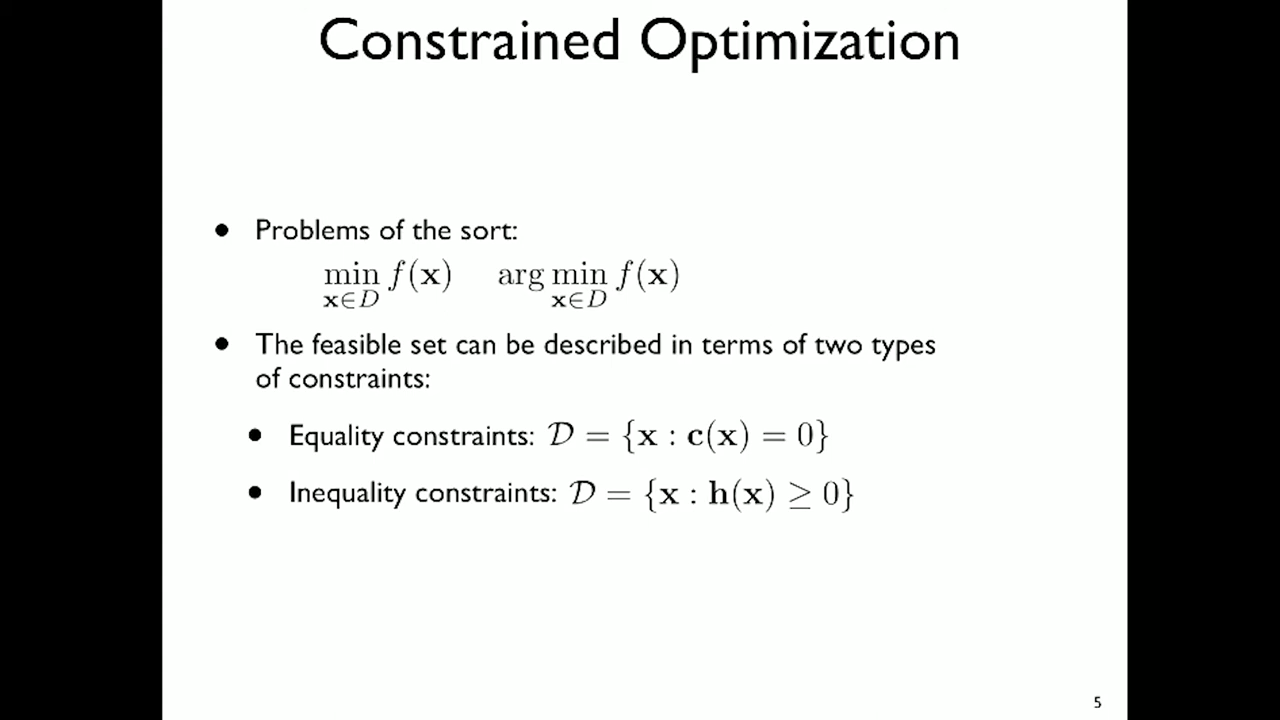 Constrained Optimization
• Problems of the sort:
min f(x) arg min f(x)
x∈D x∈D
• The feasible set can be described in terms of two types
of constraints:
• Equality constraints: 𝒟 = {x : c(x) = 0}
• Inequality constraints: 𝒟 = {x : h(x) ≥ 0}
5